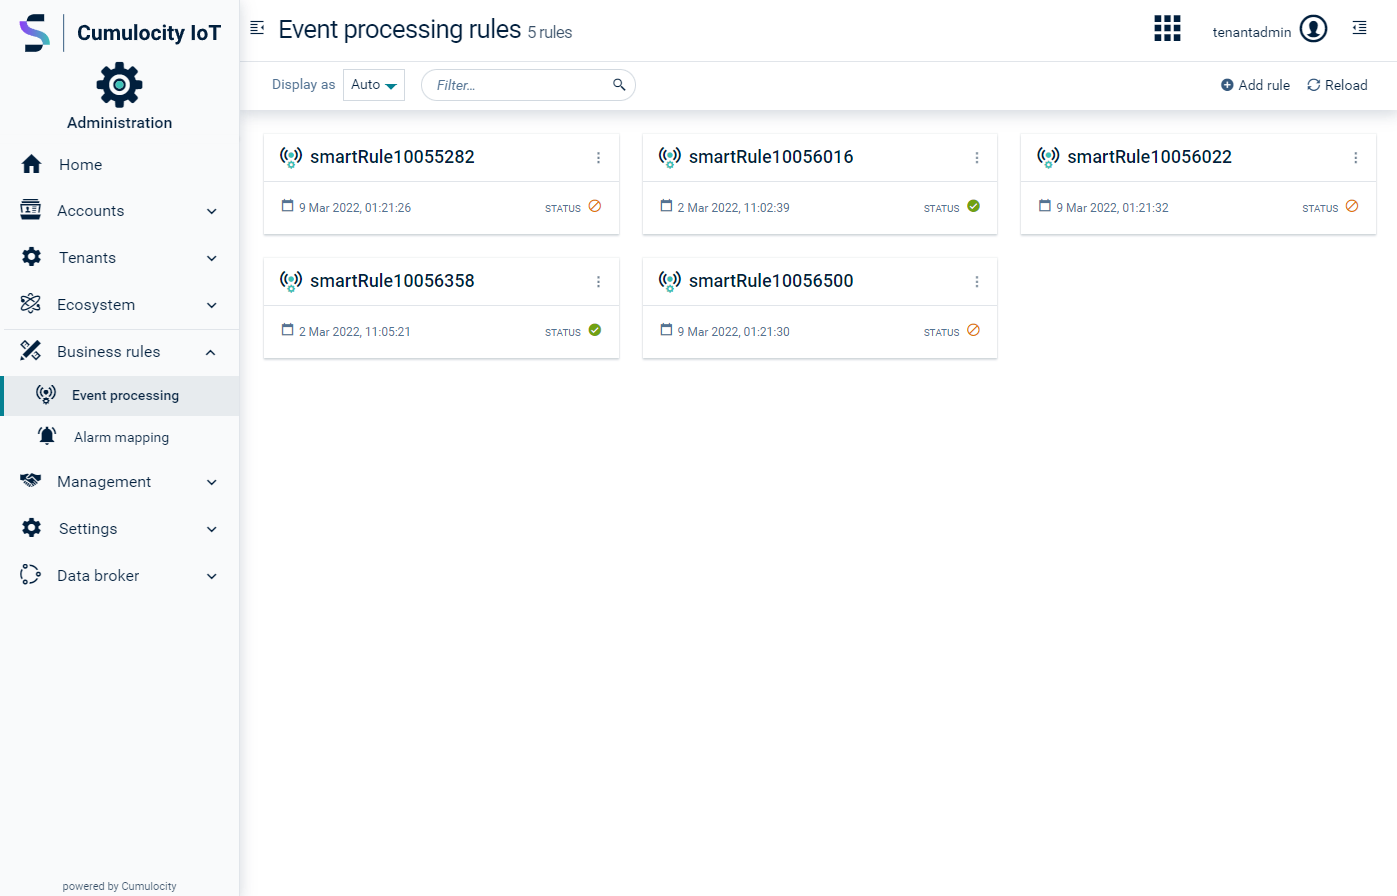 Cumulocity IoT
Administration
Home
Accounts
Tenants
Ecosystem
Business rules
Event processing
Alarm mapping
Management
Settings
Data broker
powered by Cumulocity
Event processing rules 5 rules
tenantadmin
Display as Auto Filter... Add rule Reload
smartRule10055282
9 Mar 2022, 01:21:26 STATUS
smartRule10056016
2 Mar 2022, 11:02:39 STATUS
smartRule10056022
9 Mar 2022, 01:21:32 STATUS
smartRule10056358
2 Mar 2022, 11:05:21 STATUS
smartRule10056500
9 Mar 2022, 01:21:30 STATUS